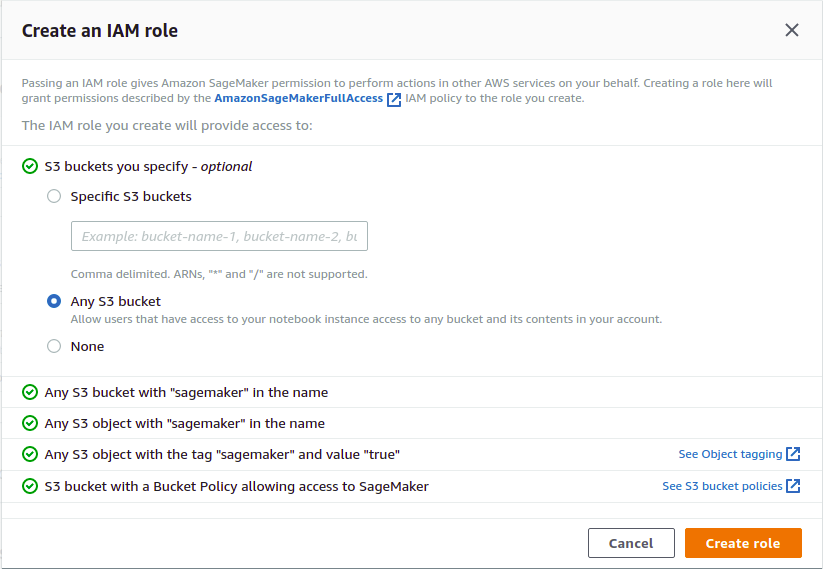 Create an IAM role
Passing an IAM role gives Amazon SageMaker permission to perform actions in other AWS services on your behalf. Creating a role here will
grant permissions described by the AmazonSageMakerFullAccess IAM policy to the role you create.
The IAM role you create will provide access to:
S3 buckets you specify - optional
Specific S3 buckets
Example: bucket-name-1, bucket-name-2, bu
Comma delimited. ARNs, "*" and "/" are not supported.
Any S3 bucket
Allow users that have access to your notebook instance access to any bucket and its contents in your account.
None
Any S3 bucket with "sagemaker" in the name
Any S3 object with "sagemaker" in the name
Any S3 object with the tag "sagemaker" and value "true" See Object tagging
S3 bucket with a Bucket Policy allowing access to SageMaker See S3 bucket policies
Cancel Create role